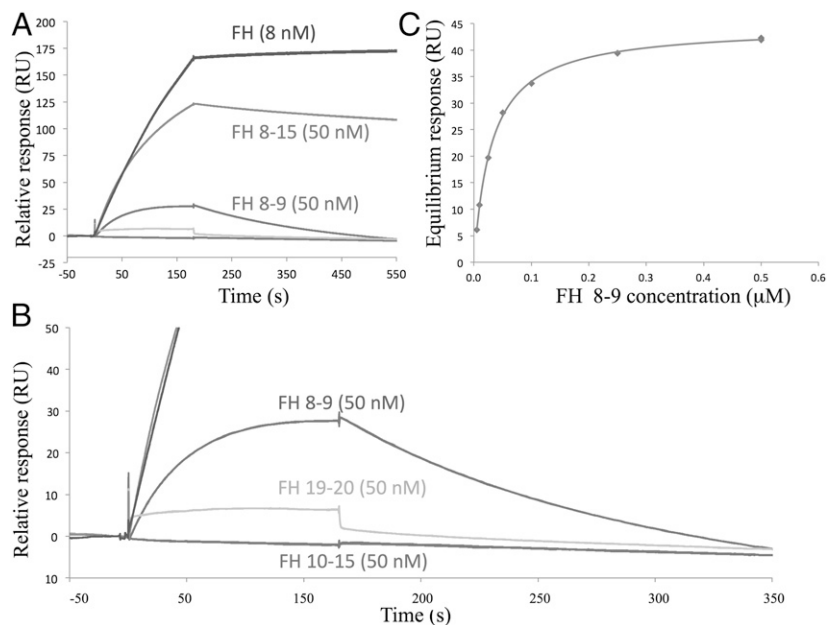 A
Relative response (RU)
200
175
150
125
100
75
50
25
0
-25
FH (8 nM)
FH 8-15 (50 nM)
FH 8-9 (50 nM)
-50 50 150 250 350 450 550
Time (s)
C
Equilibrium response (RU)
45
40
35
30
25
20
15
10
5
0
0.0 0.1 0.2 0.3 0.4 0.5 0.6
FH 8-9 concentration (μM)
B
Relative response (RU)
50
40
30
20
10
0
10
FH 8-9 (50 nM)
FH 19-20 (50 nM)
FH 10-15 (50 nM)
-50 50 150 200 250 300 350
Time (s)